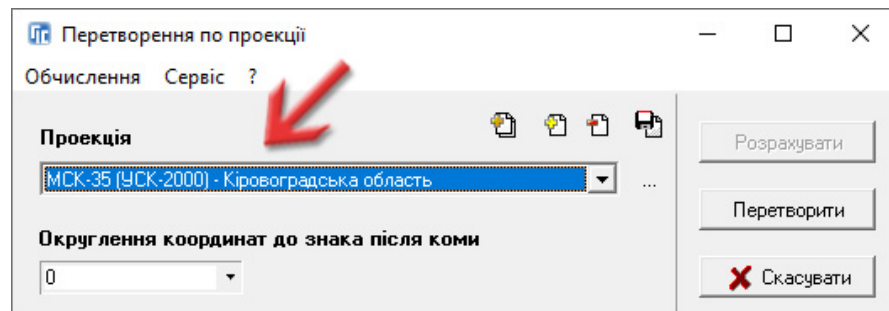 Перетворення по проекції
Обчислення Сервіс ?
Проекція
МСК-35 (УСК-2000) - Кіровоградська область
...
Округлення координат до знака після коми
0
Розрахувати
Перетворити
Скасувати